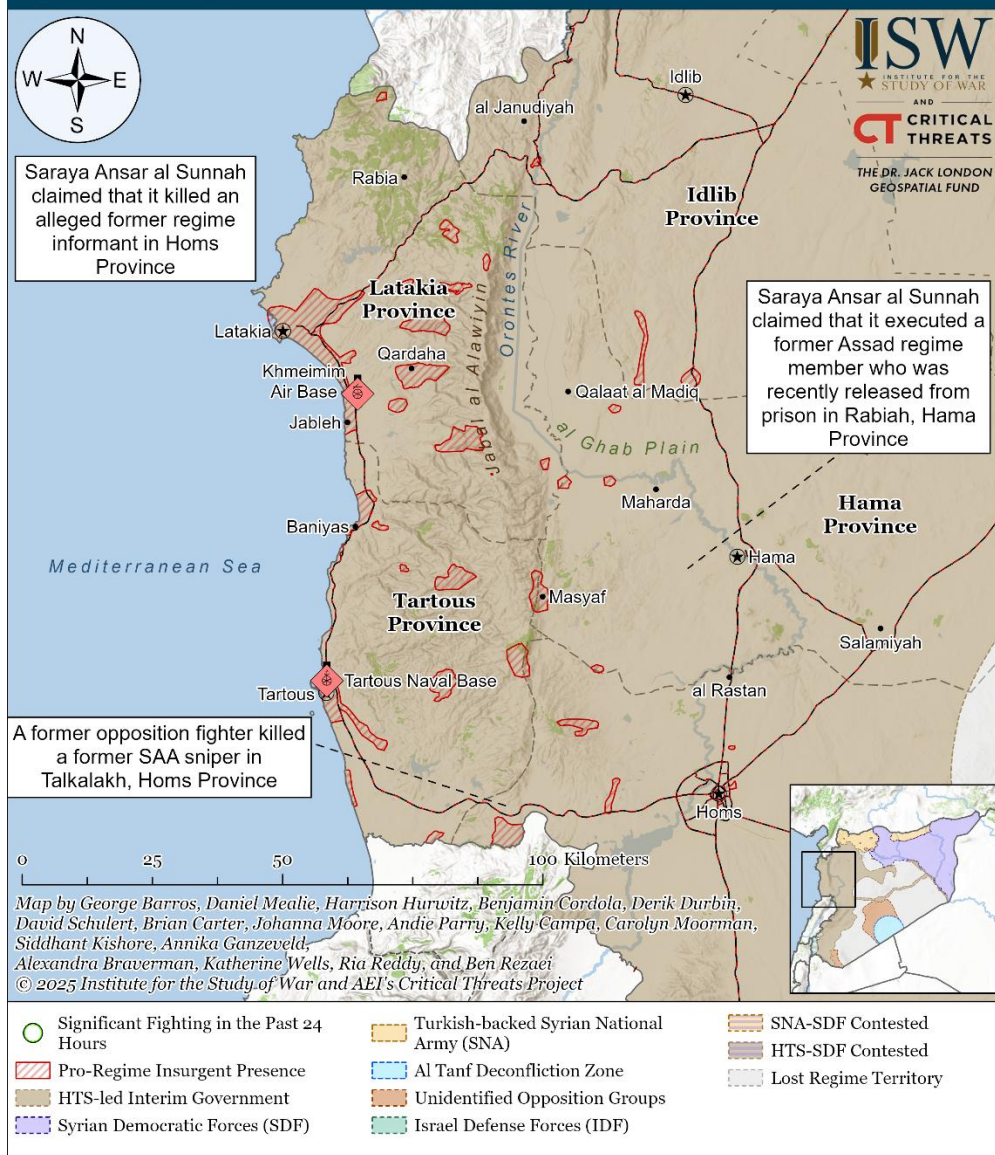 N
W
E
S
ISW
INSTITUTE FOR THE
STUDY OF WAR
AND
CT CRITICAL
THREATS
THE DR. JACK LONDON
GEOSPATIAL FUND
Saraya Ansar al Sunnah
claimed that it killed an
alleged former regime
informant in Homs
Province
Idlib
al Janudiyah
Rabia
Idlib
Province
Orontes River
Latakia
Province
Jabal al Alawiyin
Saraya Ansar al Sunnah
claimed that it executed a
former Assad regime
member who was
recently released from
prison in Rabiah, Hama
Province
Latakia
Qardaha
Khmeimim
Air Base
Qalaat al Madiq
Jableh
al Ghab Plain
Maharda
Hama
Province
Baniyas
Hama
Mediterranean Sea
Masyaf
Tartous
Province
Salamiyah
al Rastan
Tartous Naval Base
Tartous
A former opposition fighter killed
a former SAA sniper in
Talkalakh, Homs Province
Homs
0 25 50 100 Kilometers
Map by George Barros, Daniel Mealie, Harrison Hurwitz, Benjamin Cordola, Derik Durbin,
David Schulert, Brian Carter, Johanna Moore, Andie Parry, Kelly Campa, Carolyn Moorman,
Siddhant Kishore, Annika Ganzeveld,
Alexandra Braverman, Katherine Wells, Ria Reddy, and Ben Rezaei
© 2025 Institute for the Study of War and AEI's Critical Threats Project
Significant Fighting in the Past 24
Hours
Pro-Regime Insurgent Presence
HTS-led Interim Government
Syrian Democratic Forces (SDF)
Turkish-backed Syrian National
Army (SNA)
Al Tanf Deconfliction Zone
Unidentified Opposition Groups
Israel Defense Forces (IDF)
SNA-SDF Contested
HTS-SDF Contested
Lost Regime Territory